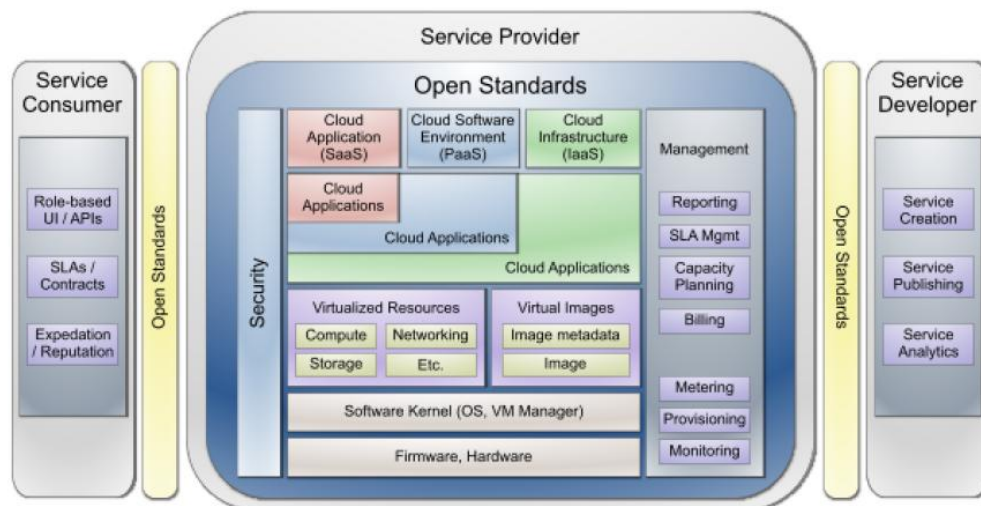 Service Provider
Service
Consumer
Role-based
UI / APIs
SLAs /
Contracts
Expedation
/ Reputation
Open Standards
Open Standards
Security
Cloud
Application
(SaaS)
Cloud Software
Environment
(PaaS)
Cloud
Infrastructure
(IaaS)
Cloud
Applications
Cloud Applications
Cloud Applications
Virtualized Resources
Compute
Networking
Storage
Etc.
Virtual Images
Image metadata
Image
Software Kernel (OS, VM Manager)
Firmware, Hardware
Management
Reporting
SLA Mgmt
Capacity
Planning
Billing
Metering
Provisioning
Monitoring
Open Standards
Service
Developer
Service
Creation
Service
Publishing
Service
Analytics